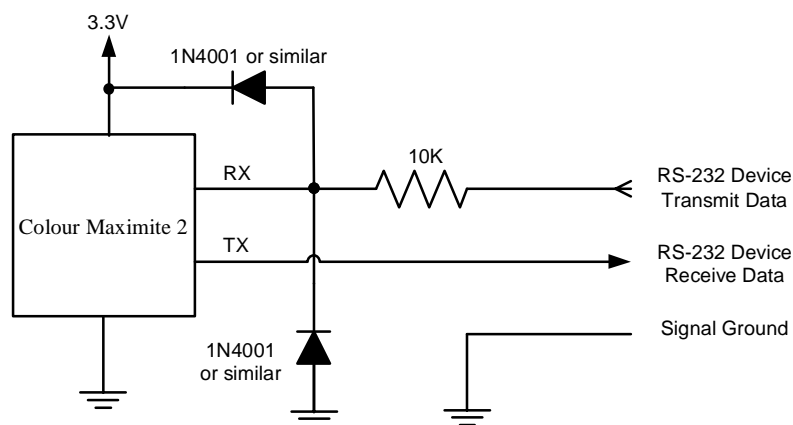 3.3V
1N4001 or similar
10K
RX
RS-232 Device
Transmit Data
Colour Maximite 2
TX
RS-232 Device
Receive Data
1N4001
or similar
Signal Ground